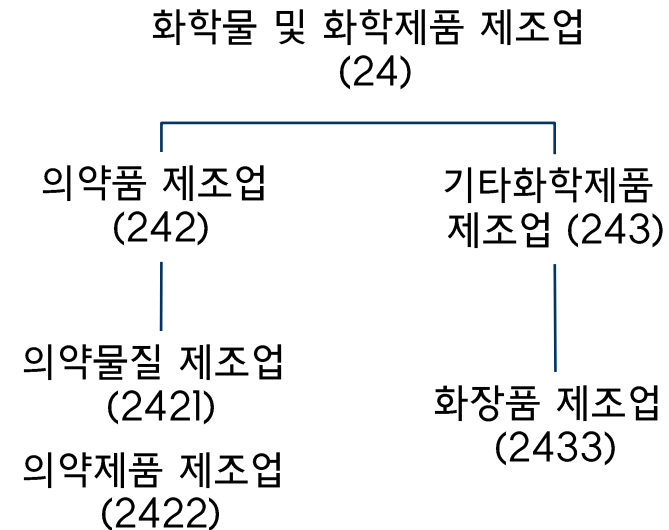 화학물 및 화학제품 제조업
(24)
의약품 제조업
(242)
기타화학제품
제조업 (243)
의약물질 제조업
(2421)
의약제품 제조업
(2422)
화장품 제조업
(2433)